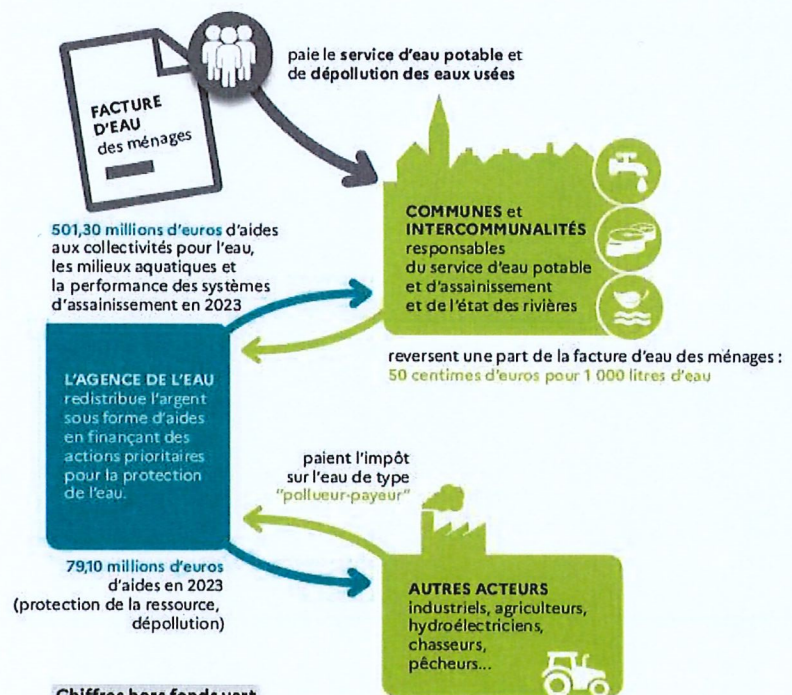 FACTURE
D'EAU
des ménages
paie le service d'eau potable et
de dépollution des eaux usées
COMMUNES et
INTERCOMMUNALITÉS
responsables
du service d'eau potable
et d'assainissement
et de l'état des rivières
501,30 millions d'euros d'aides
aux collectivités pour l'eau,
les milieux aquatiques et
la performance des systèmes
d'assainissement en 2023
reversent une part de la facture d'eau des ménages :
50 centimes d'euros pour 1 000 litres d'eau
L'AGENCE DE L'EAU
redistribue l'argent
sous forme d'aides
en finançant des
actions prioritaires
pour la protection
de l'eau.
paient l'impôt
sur l'eau de type
"pollueur-payeur"
79,10 millions d'euros
d'aides en 2023
(protection de la ressource,
dépollution)
AUTRES ACTEURS
industriels, agriculteurs,
hydroélectriciens,
chasseurs,
pêcheurs...
Chiffres hors fonds vert